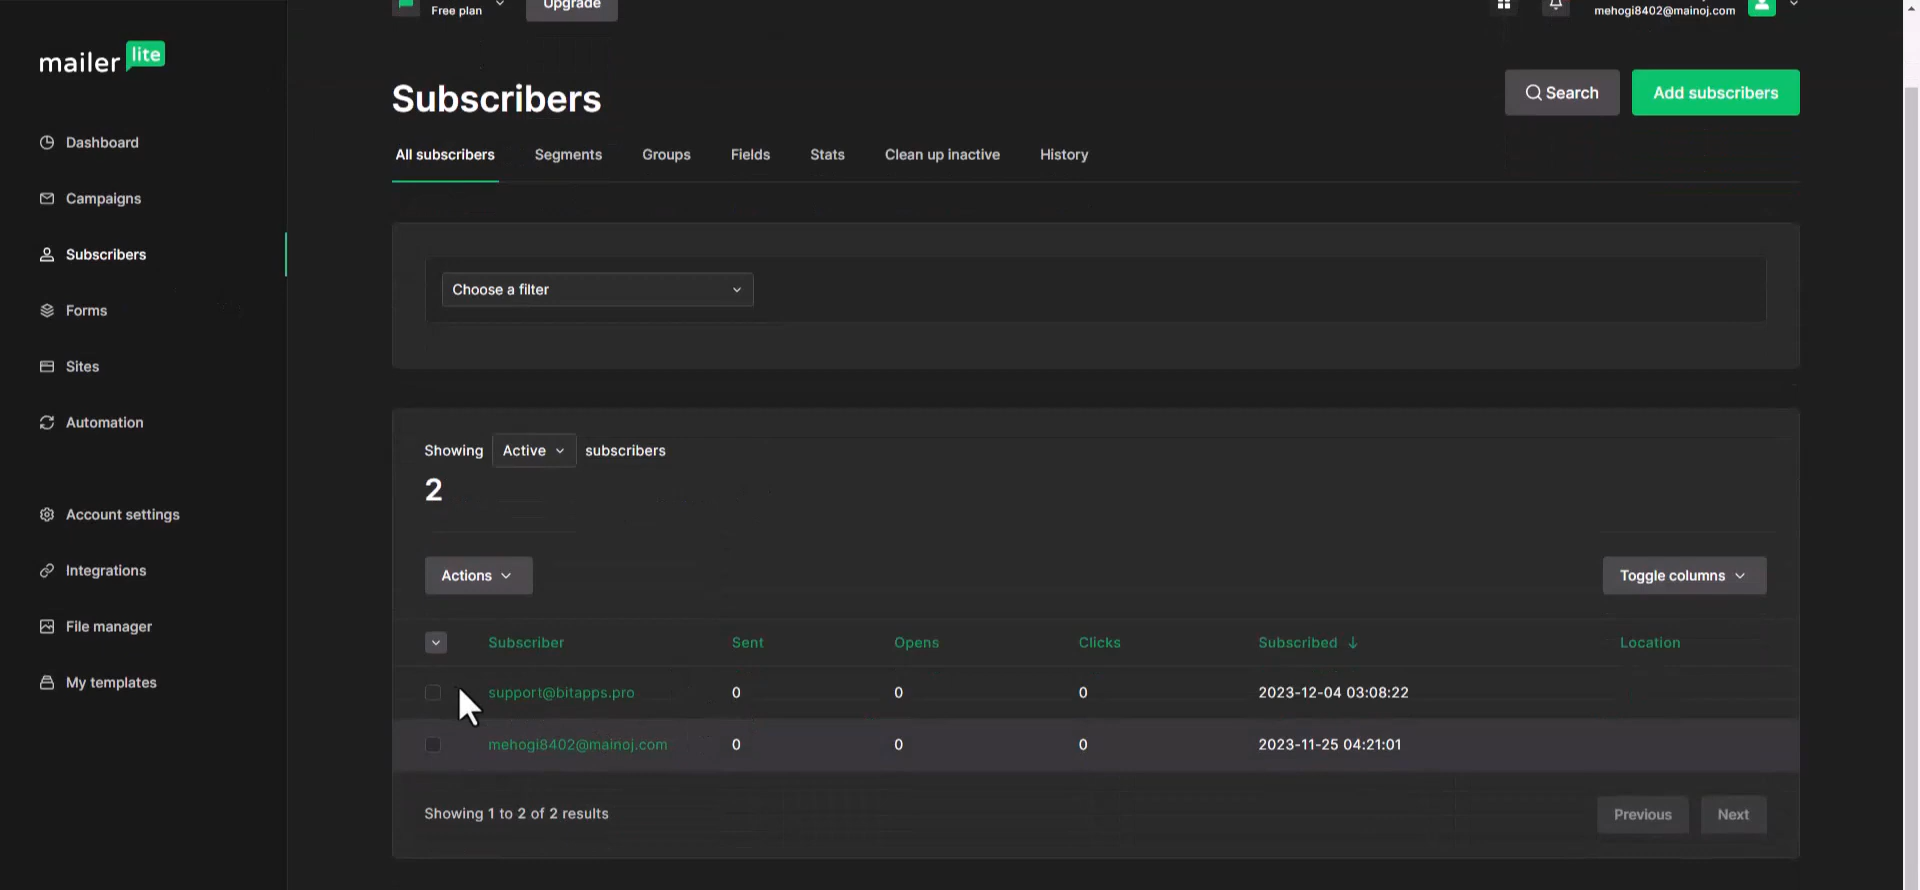 Free plan
Upgrade
mehogi8402@mainoj.com
mailer lite
Dashboard
Campaigns
Subscribers
Forms
Sites
Automation
Account settings
Integrations
File manager
My templates
Subscribers
Search
Add subscribers
All subscribers Segments Groups Fields Stats Clean up inactive History
Choose a filter
Showing Active subscribers
2
Actions
Toggle columns
Subscriber Sent Opens Clicks Subscribed Location
support@bitapps.pro 0 0 0 2023-12-04 03:08:22
mehogi8402@mainoj.com 0 0 0 2023-11-25 04:21:01
Showing 1 to 2 of 2 results
Previous Next